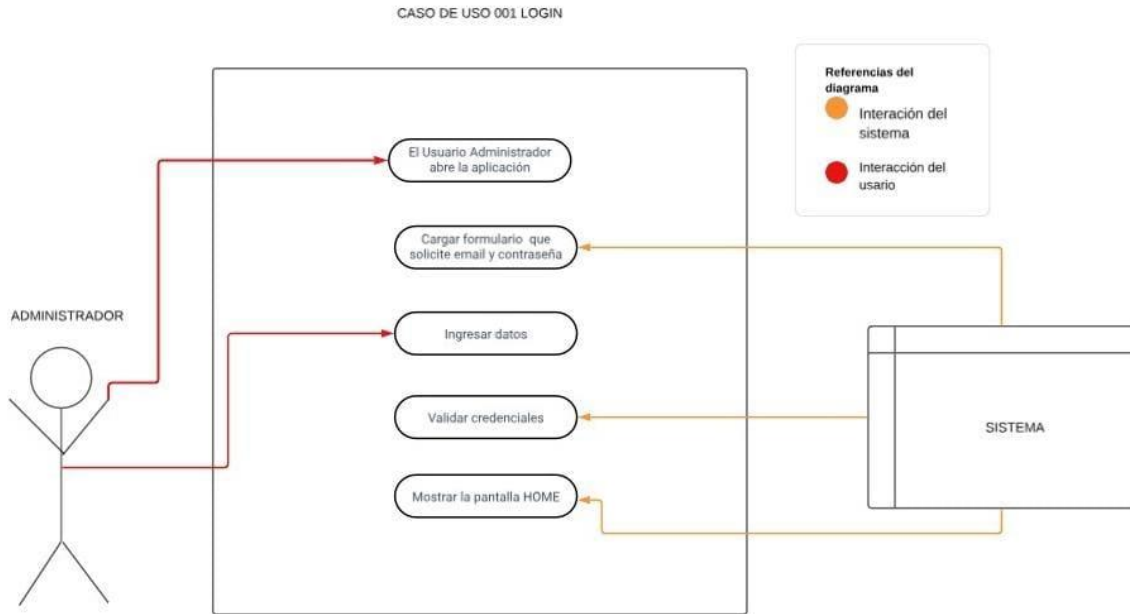 CASO DE USO 001 LOGIN
Referencias del
diagrama
Interación del
sistema
Interacción del
usario
El Usuario Administrador
abre la aplicación
Cargar formulario que
solicite email y contraseña
ADMINISTRADOR
Ingresar datos
Validar credenciales
SISTEMA
Mostrar la pantalla HOME